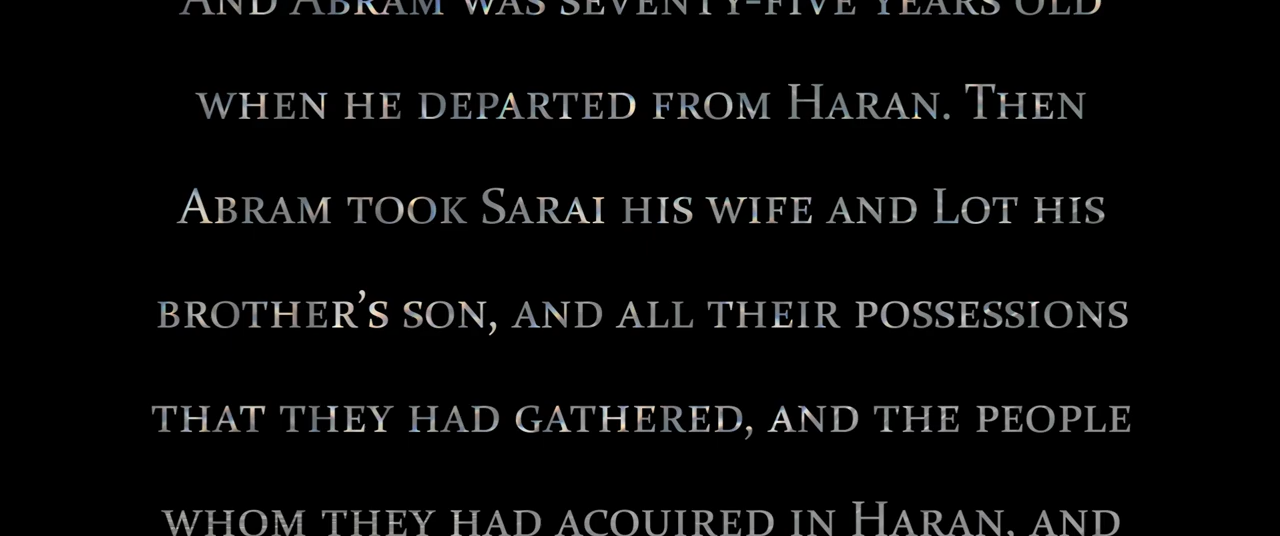 And Abram was seventy-five years old
when he departed from Haran. Then
Abram took Sarai his wife and Lot his
brother’s son, and all their possessions
that they had gathered, and the people
whom they had acquired in Haran, and